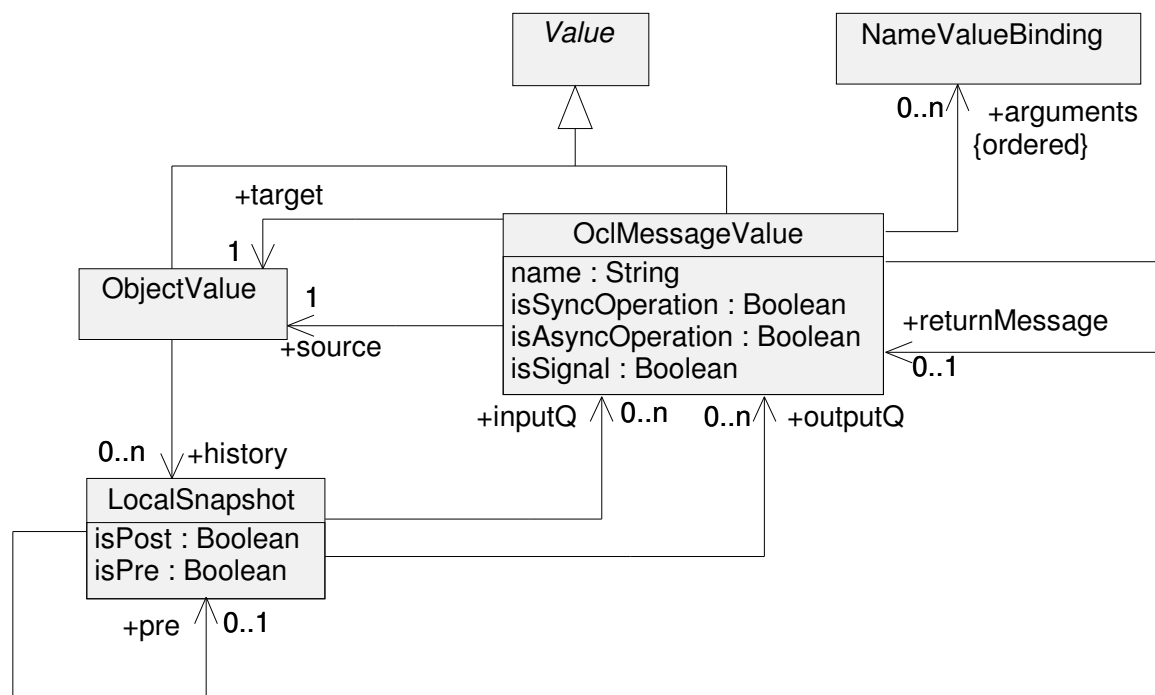 Value
NameValueBinding
0..n
+arguments
{ordered}
+target
1
OclMessageValue
name : String
isSyncOperation : Boolean
isAsyncOperation : Boolean
isSignal : Boolean
ObjectValue
1
+source
+returnMessage
0..1
+inputQ
0..n
0..n
+outputQ
0..n
+history
LocalSnapshot
isPost : Boolean
isPre : Boolean
+pre
0..1